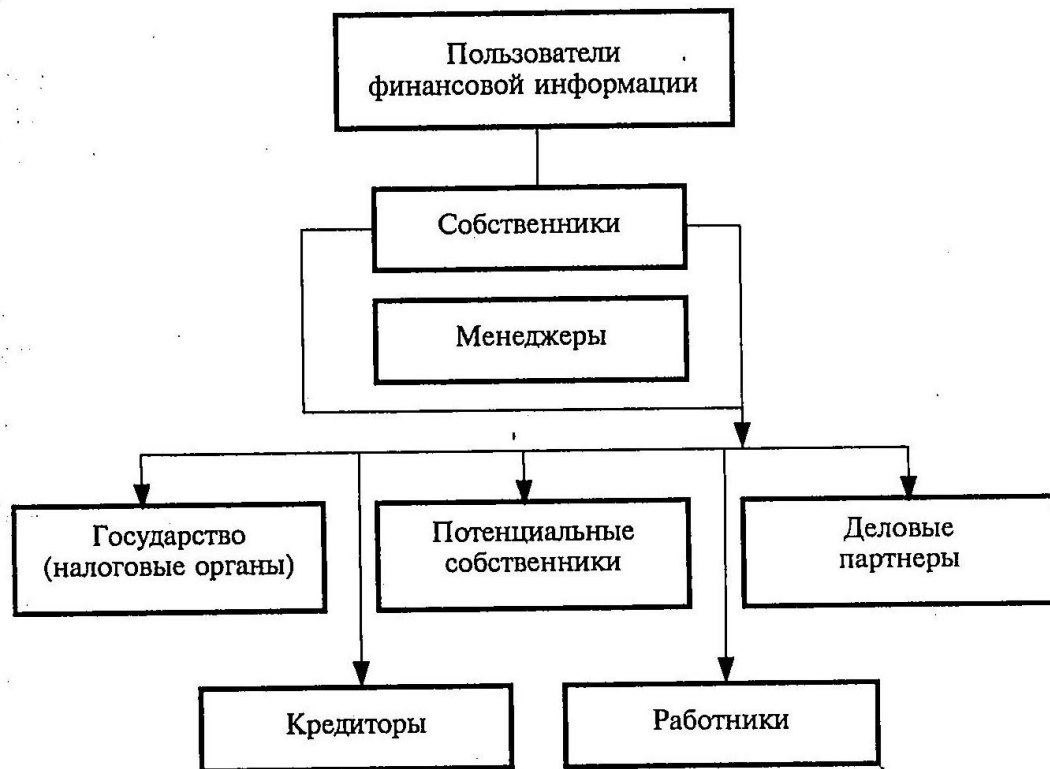 Пользователи
финансовой информации
Собственники
Менеджеры
Государство
(налоговые органы)
Потенциальные
собственники
Деловые
партнеры
Кредиторы
Работники